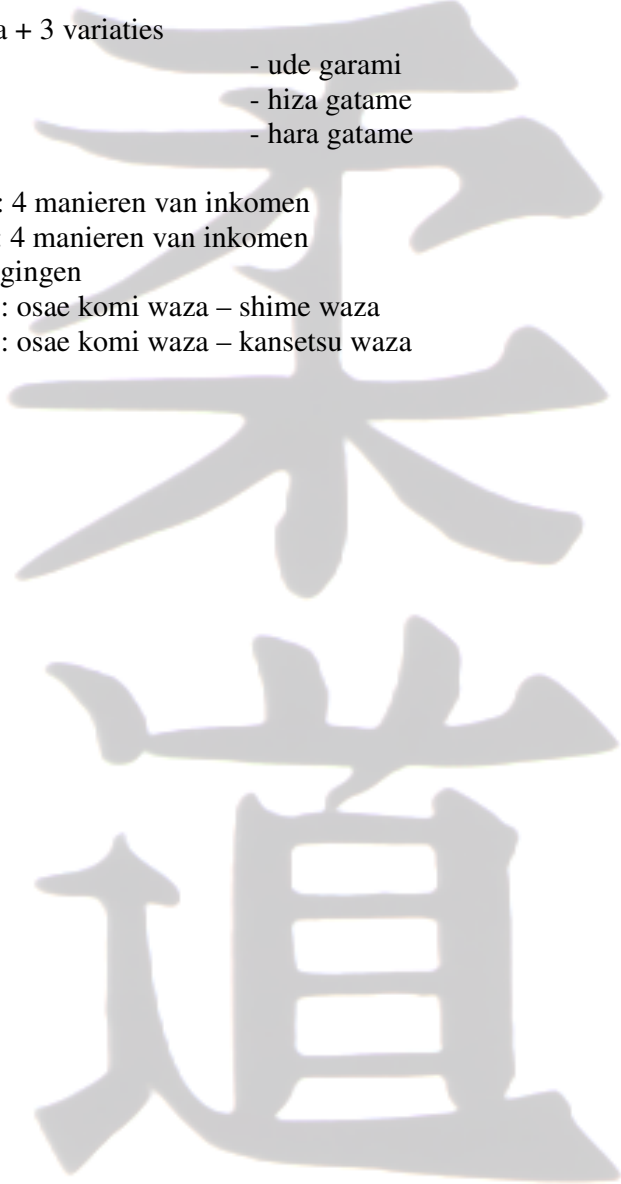 a + 3 variaties
- ude garami
- hiza gatame
- hara gatame
: 4 manieren van inkomen
: 4 manieren van inkomen
gingen
: osae komi waza – shime waza
: osae komi waza – kansetsu waza
柔
道